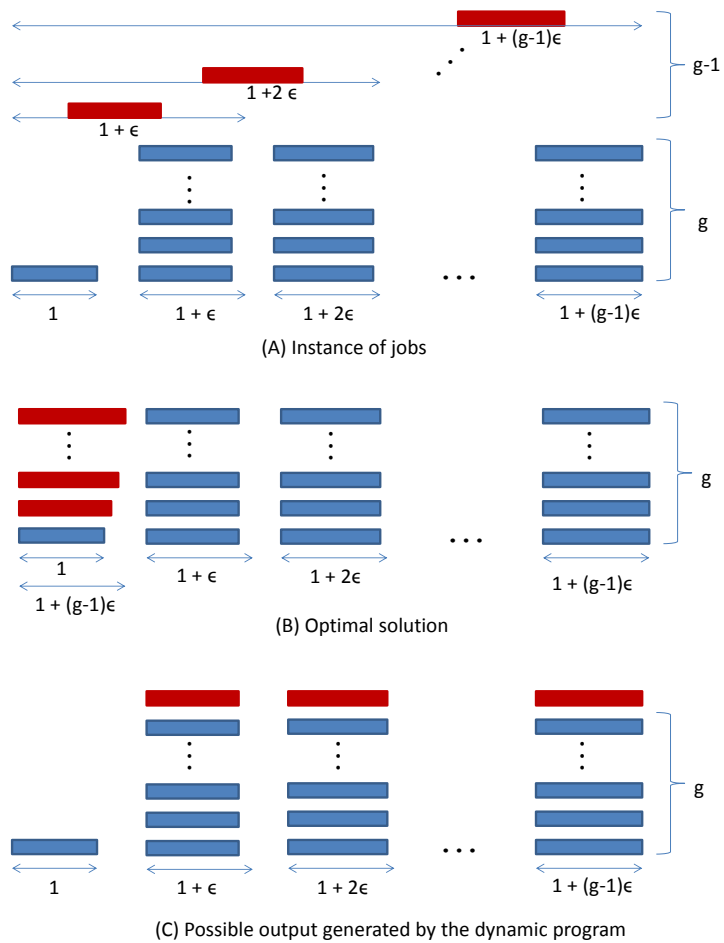 1 + (g-1)ϵ
g-1
1 +2 ϵ
1 + ϵ
g
1
1 + ϵ
1 + 2ϵ
1 + (g-1)ϵ
(A) Instance of jobs
g
1
1 + ϵ
1 + 2ϵ
1 + (g-1)ϵ
1 + (g-1)ϵ
(B) Optimal solution
g
1
1 + ϵ
1 + 2ϵ
1 + (g-1)ϵ
(C) Possible output generated by the dynamic program